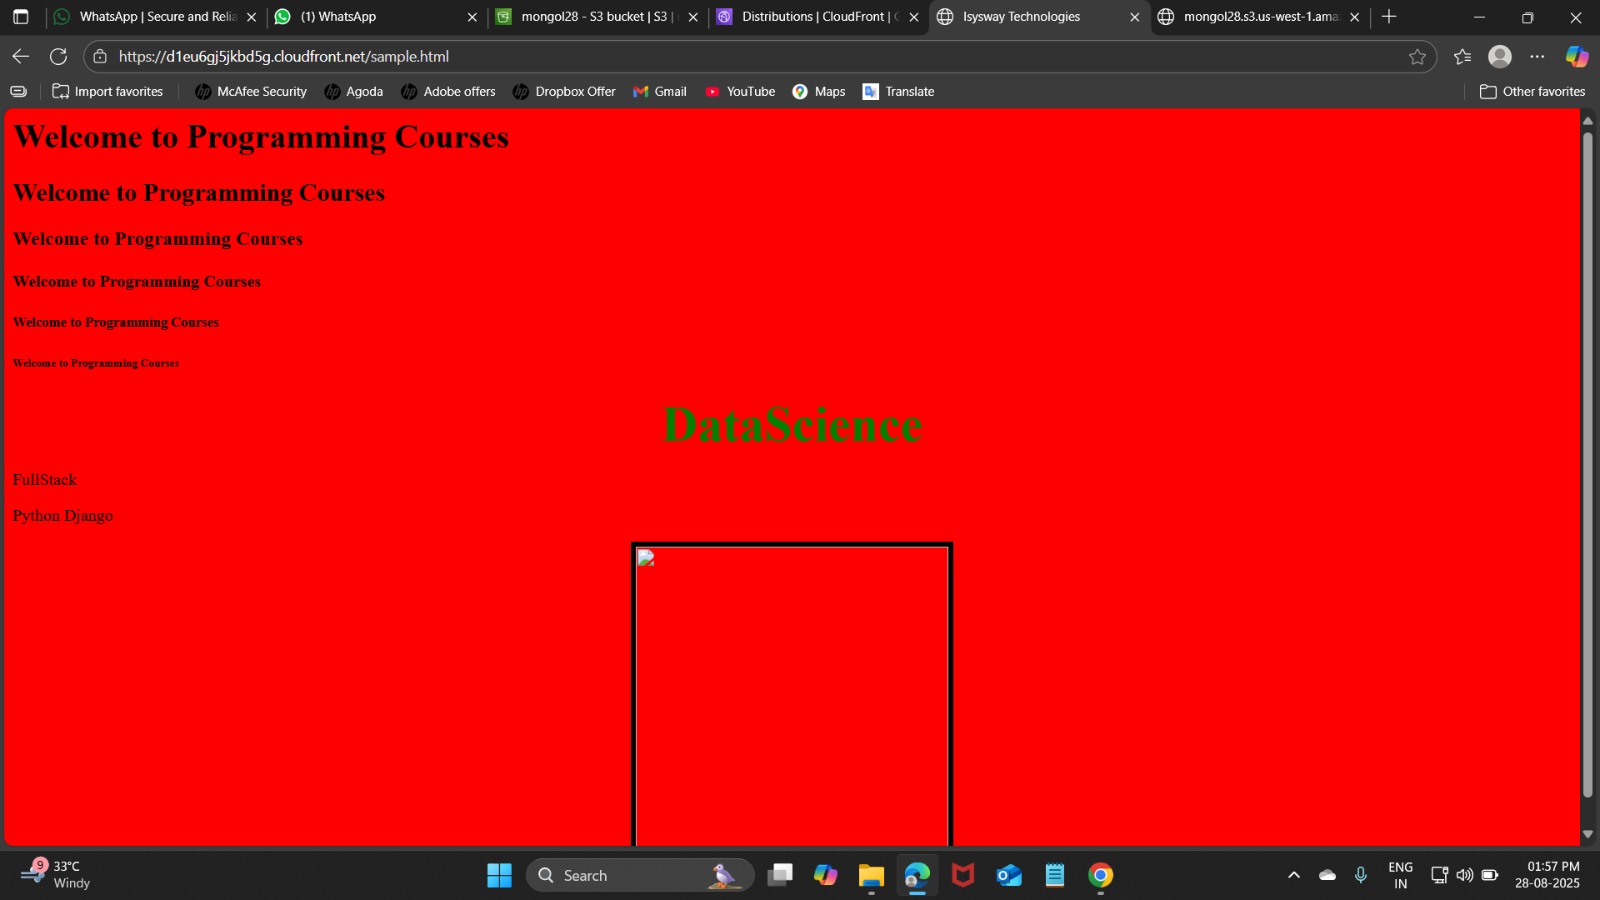 WhatsApp | Secure and Relia
(1) WhatsApp
mongol28 - S3 bucket | S3 |
Distributions | CloudFront |
Isysway Technologies
mongol28.s3.us-west-1.ama
https://d1eu6gj5jkbd5g.cloudfront.net/sample.html
Import favorites
McAfee Security
Agoda
Adobe offers
Dropbox Offer
Gmail
YouTube
Maps
Translate
Other favorites
Welcome to Programming Courses
Welcome to Programming Courses
Welcome to Programming Courses
Welcome to Programming Courses
Welcome to Programming Courses
Welcome to Programming Courses
DataScience
FullStack
Python Django
9
33°C
Windy
Search
ENG
IN
01:57 PM
28-08-2025